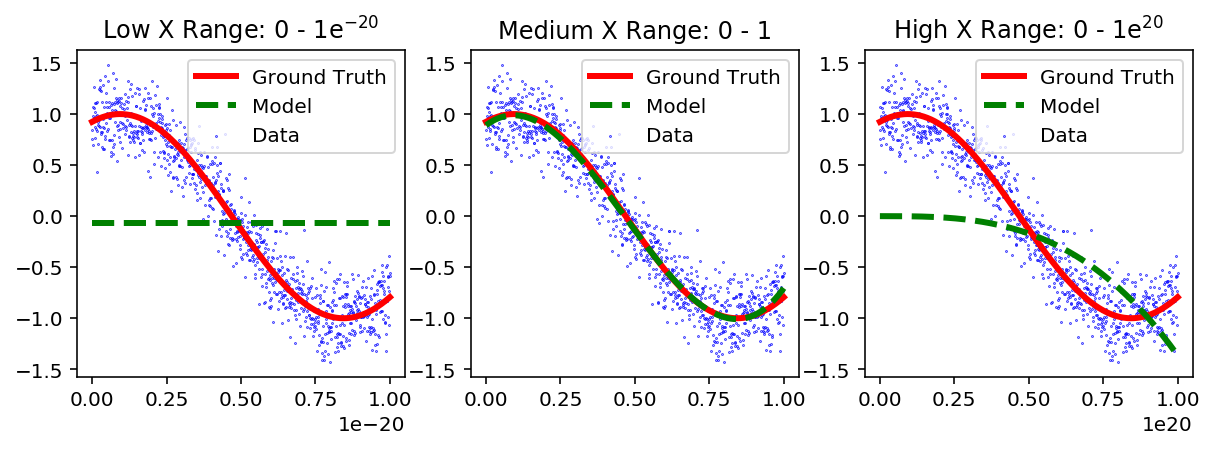 Low X Range: 0 - 1e⁻²⁰
Ground Truth
Model
Data
1.5
1.0
0.5
0.0
−0.5
−1.0
−1.5
0.00 0.25 0.50 0.75 1.00
1e−20
Medium X Range: 0 - 1
Ground Truth
Model
Data
1.5
1.0
0.5
0.0
−0.5
−1.0
−1.5
0.00 0.25 0.50 0.75 1.00
High X Range: 0 - 1e²⁰
Ground Truth
Model
Data
1.5
1.0
0.5
0.0
−0.5
−1.0
−1.5
0.00 0.25 0.50 0.75 1.00
1e20